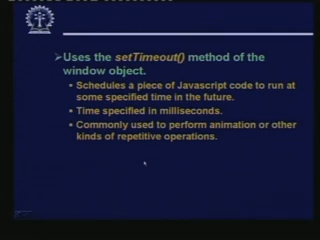 Uses the setTimeout() method of the
window object.
Schedules a piece of Javascript code to run at
some specified time in the future.
Time specified in milliseconds.
Commonly used to perform animation or other
kinds of repetitive operations.